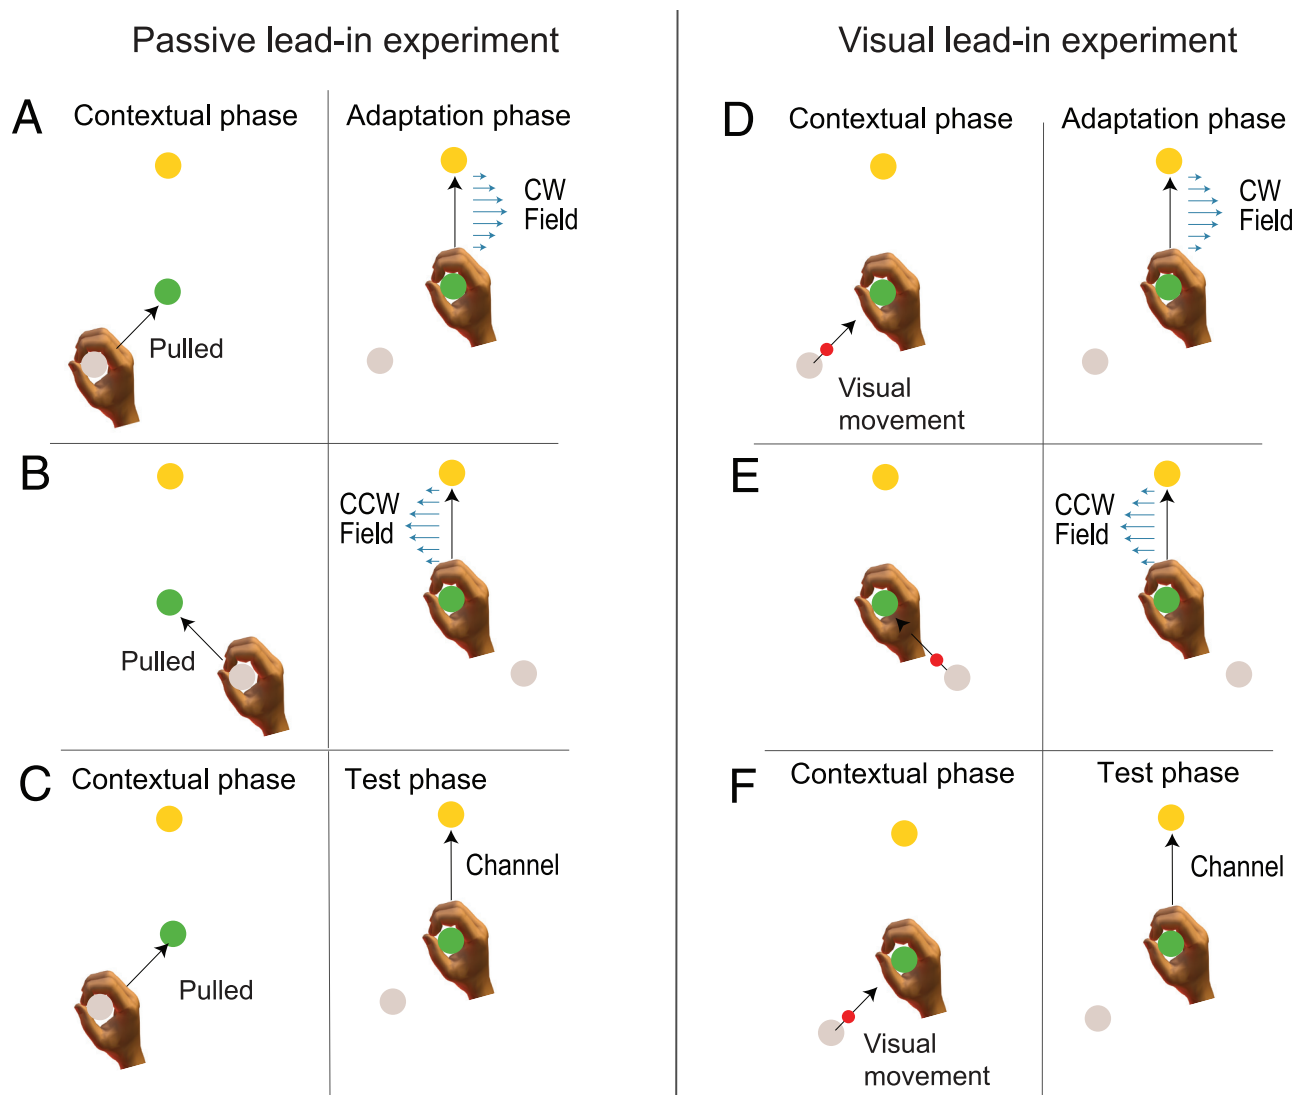 Passive lead-in experiment
Visual lead-in experiment
A
Contextual phase
Adaptation phase
CW
Field
Pulled
B
CCW
Field
Pulled
C
Contextual phase
Test phase
Channel
Pulled
D
Contextual phase
Adaptation phase
CW
Field
Visual
movement
E
CCW
Field
F
Contextual phase
Test phase
Channel
Visual
movement